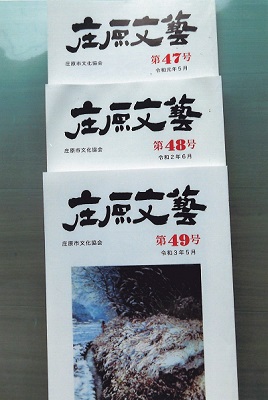 庄原文藝
第47号
庄原市文化協会
令和元年5月
庄原文藝
第48号
庄原市文化協会
令和2年6月
庄原文藝
第49号
庄原市文化協会
令和3年5月